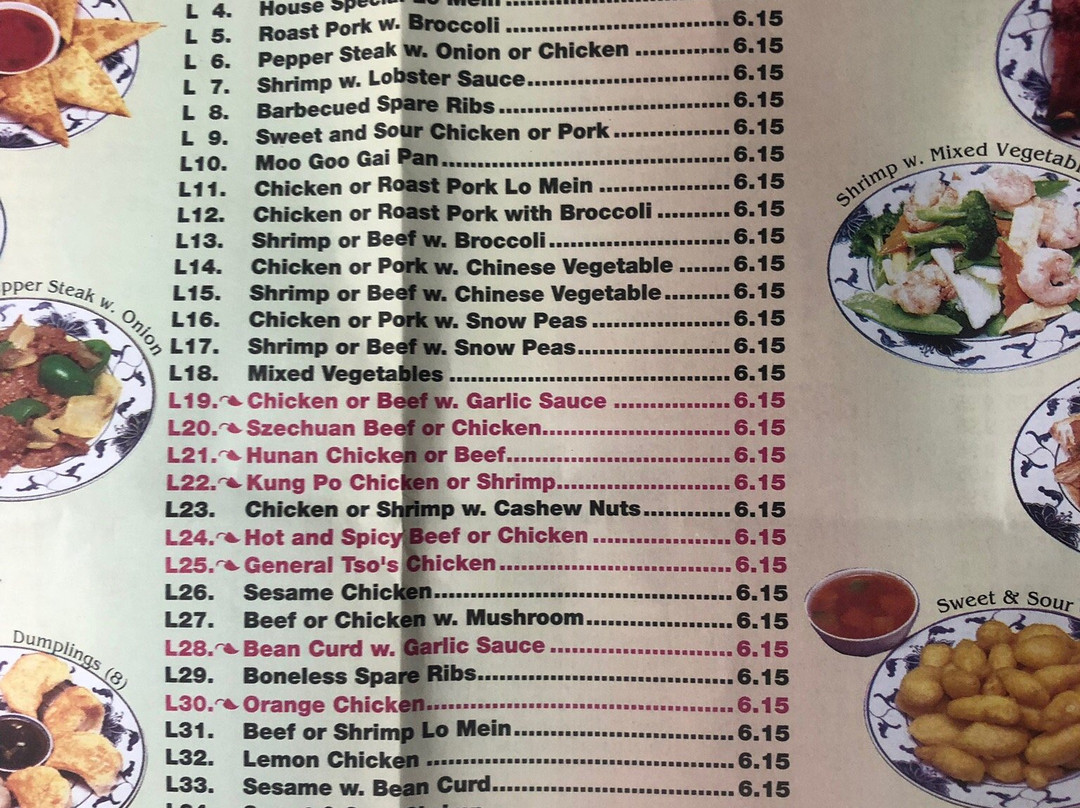 L 4. House Special Lo Mein
L 5. Roast Pork w. Broccoli 6.15
L 6. Pepper Steak w. Onion or Chicken 6.15
L 7. Shrimp w. Lobster Sauce 6.15
L 8. Barbecued Spare Ribs 6.15
L 9. Sweet and Sour Chicken or Pork 6.15
L10. Moo Goo Gai Pan 6.15
L11. Chicken or Roast Pork Lo Mein 6.15
L12. Chicken or Roast Pork with Broccoli 6.15
L13. Shrimp or Beef w. Broccoli 6.15
L14. Chicken or Pork w. Chinese Vegetable 6.15
L15. Shrimp or Beef w. Chinese Vegetable 6.15
L16. Chicken or Pork w. Snow Peas 6.15
L17. Shrimp or Beef w. Snow Peas 6.15
L18. Mixed Vegetables 6.15
L19. Chicken or Beef w. Garlic Sauce 6.15
L20. Szechuan Beef or Chicken 6.15
L21. Hunan Chicken or Beef 6.15
L22. Kung Po Chicken or Shrimp 6.15
L23. Chicken or Shrimp w. Cashew Nuts 6.15
L24. Hot and Spicy Beef or Chicken 6.15
L25. General Tso's Chicken 6.15
L26. Sesame Chicken 6.15
L27. Beef or Chicken w. Mushroom 6.15
L28. Bean Curd w. Garlic Sauce 6.15
L29. Boneless Spare Ribs 6.15
L30. Orange Chicken 6.15
L31. Beef or Shrimp Lo Mein 6.15
L32. Lemon Chicken 6.15
L33. Sesame w. Bean Curd 6.15
pper Steak w. Onion
Dumplings (8)
Shrimp w. Mixed Vegetabl
Sweet & Sour